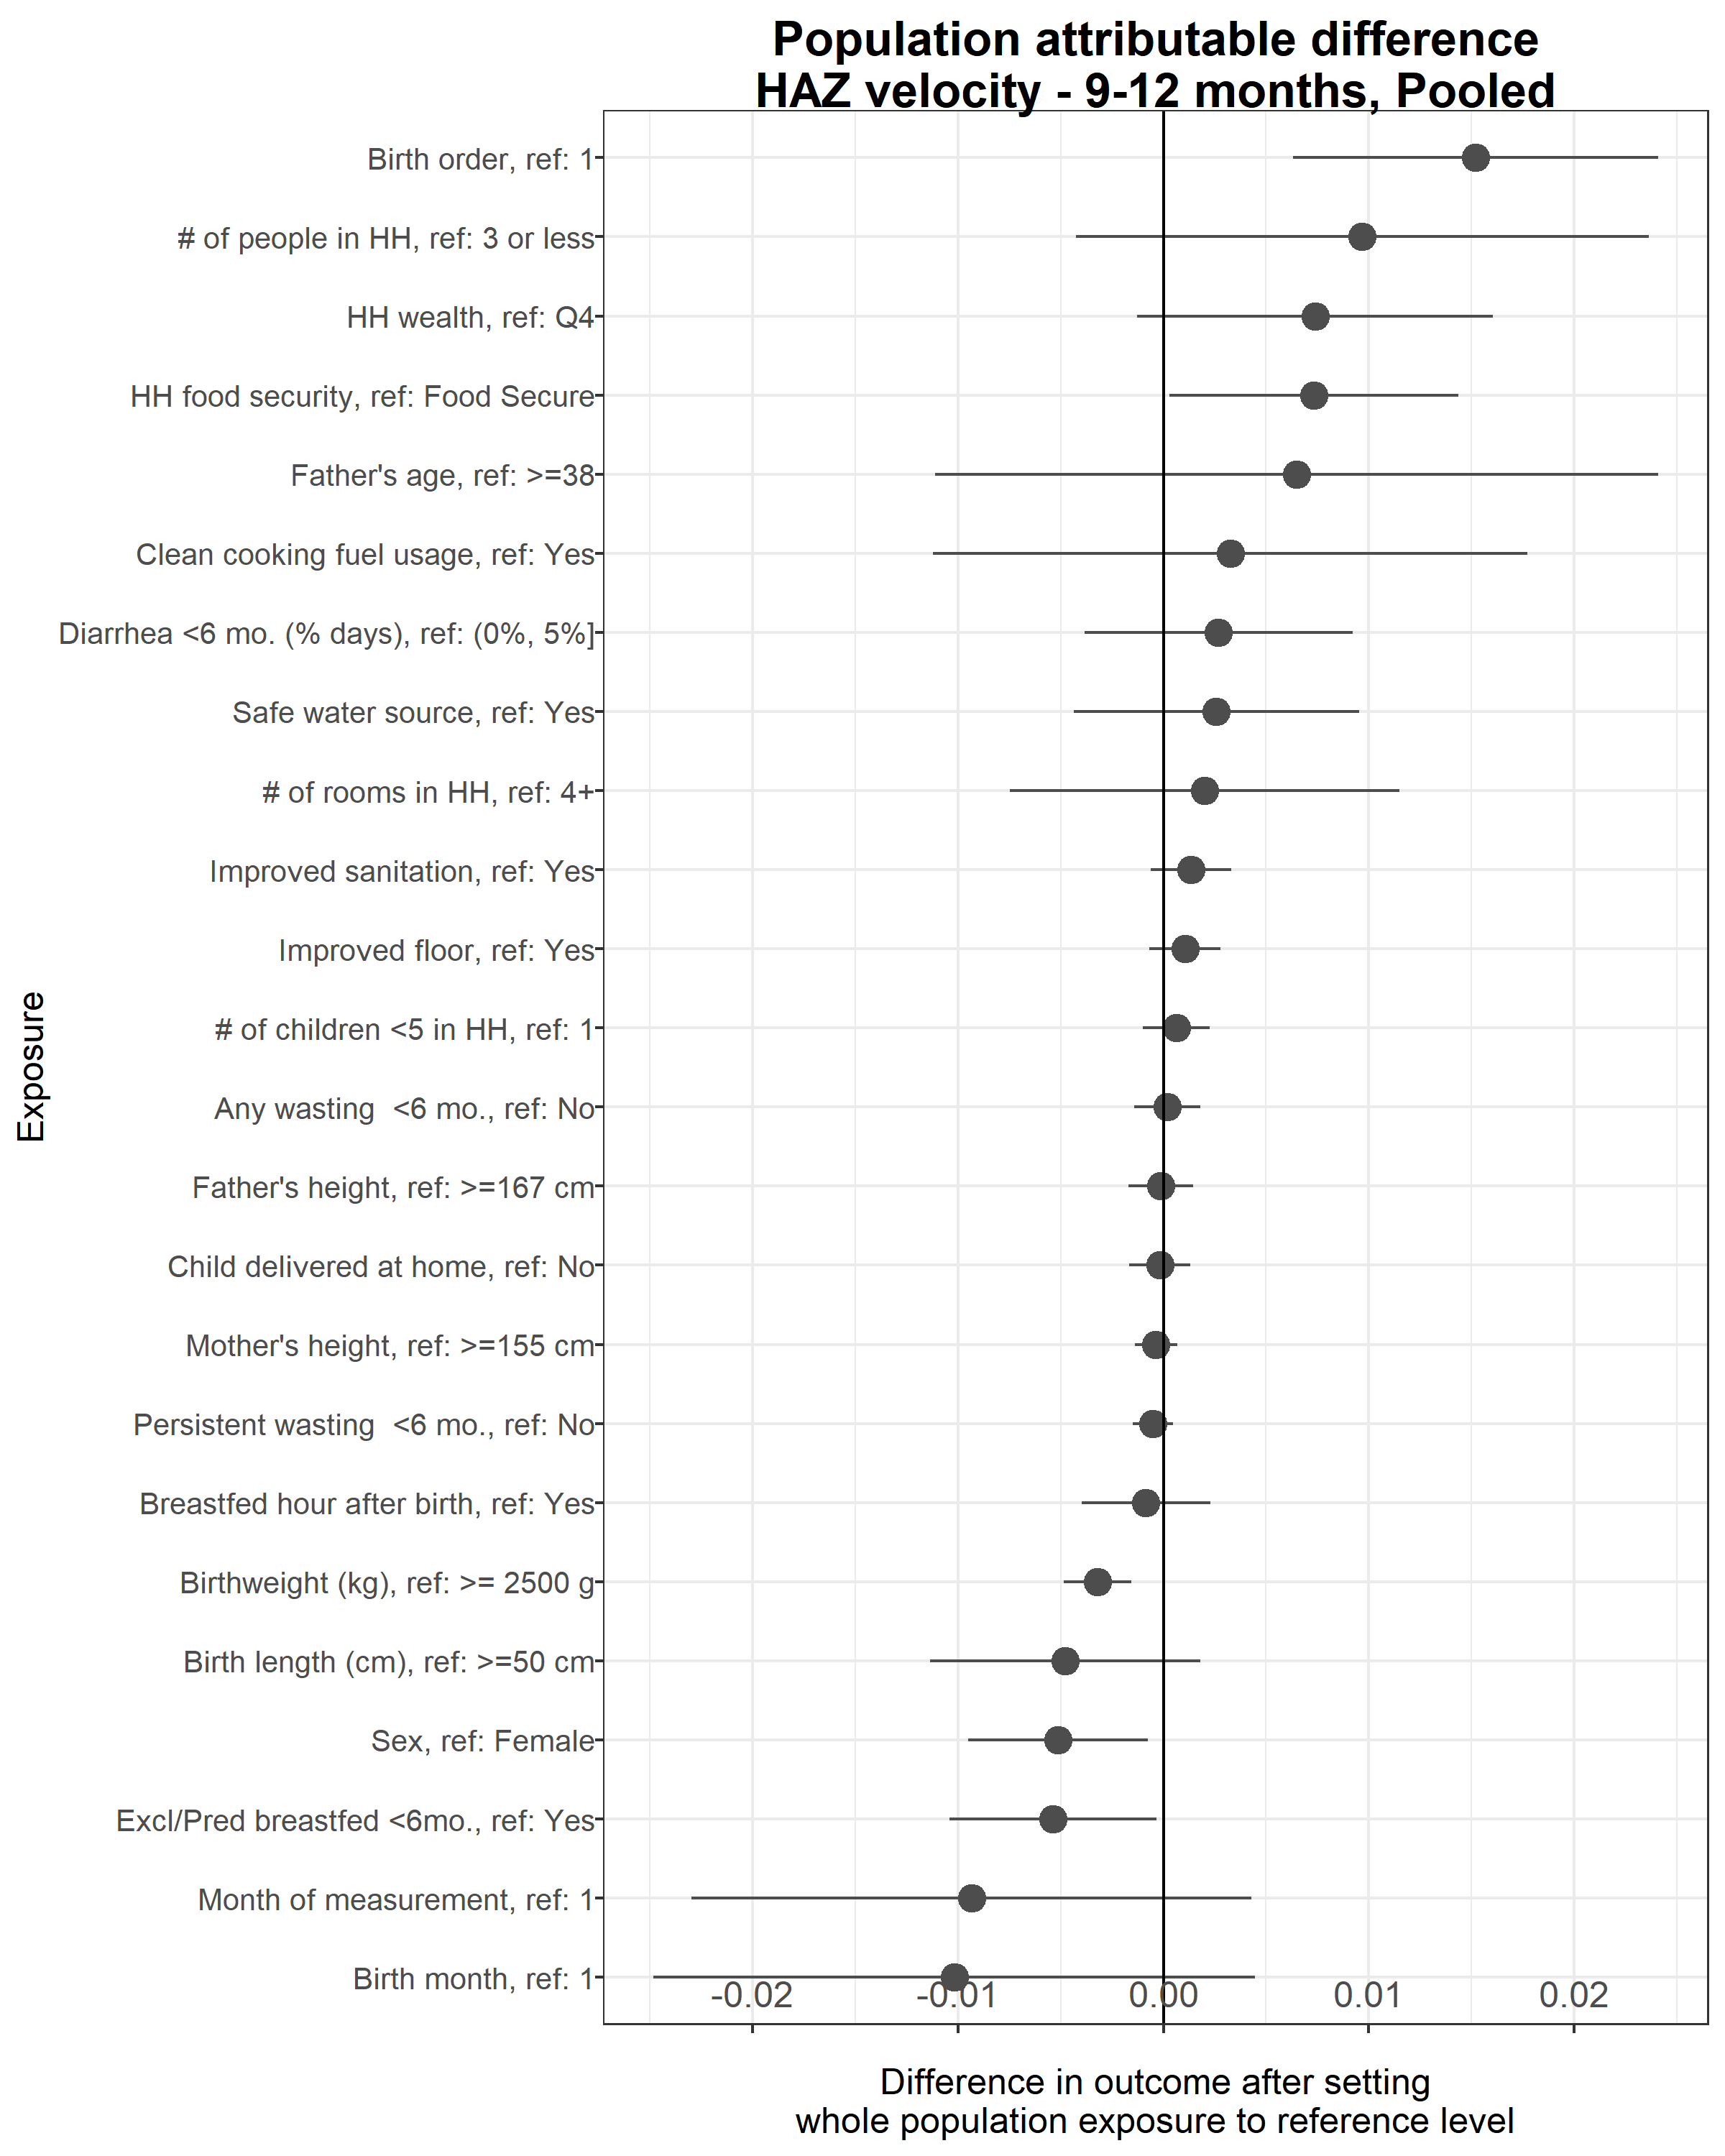 Population attributable difference
HAZ velocity - 9-12 months, Pooled
Birth order, ref: 1
# of people in HH, ref: 3 or less
HH wealth, ref: Q4
HH food security, ref: Food Secure
Father's age, ref: >=38
Clean cooking fuel usage, ref: Yes
Diarrhea <6 mo. (% days), ref: (0%, 5%]
Safe water source, ref: Yes
# of rooms in HH, ref: 4+
Improved sanitation, ref: Yes
Improved floor, ref: Yes
# of children <5 in HH, ref: 1
Any wasting  <6 mo., ref: No
Father's height, ref: >=167 cm
Child delivered at home, ref: No
Mother's height, ref: >=155 cm
Persistent wasting  <6 mo., ref: No
Breastfed hour after birth, ref: Yes
Birthweight (kg), ref: >= 2500 g
Birth length (cm), ref: >=50 cm
Sex, ref: Female
Excl/Pred breastfed <6mo., ref: Yes
Month of measurement, ref: 1
Birth month, ref: 1
Exposure
-0.02 -0.01 0.00 0.01 0.02
Difference in outcome after setting
whole population exposure to reference level